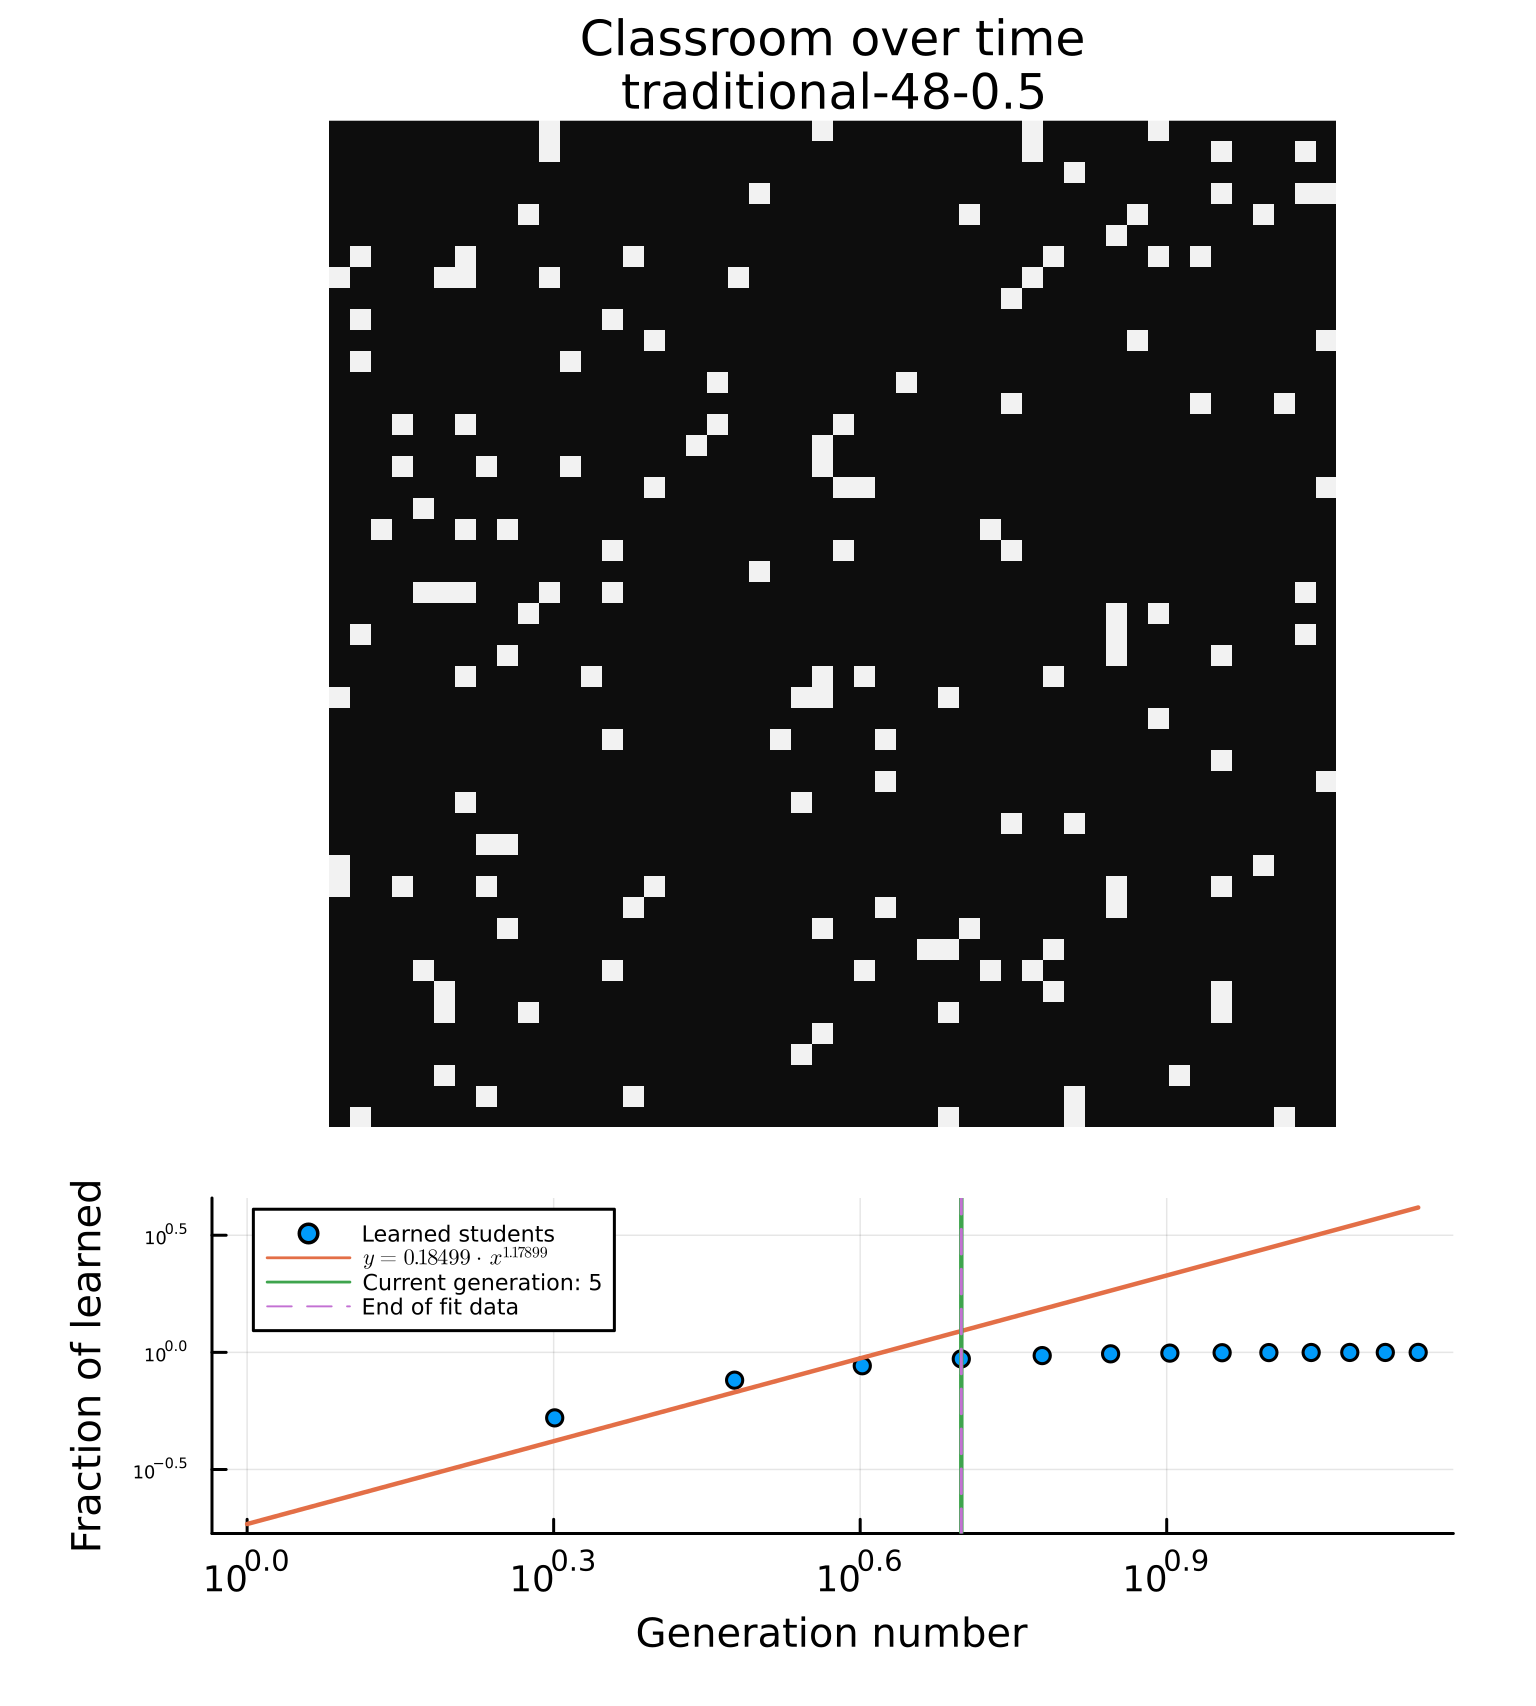 Classroom over time
traditional-48-0.5
Fraction of learned
10^0.5
10^0.0
10^−0.5
Learned students
y = 0.18499 · x^1.17899
Current generation: 5
End of fit data
10^0.0 10^0.3 10^0.6 10^0.9
Generation number